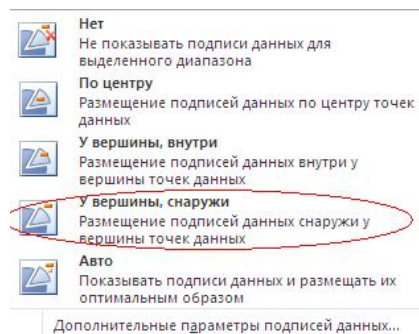 Нет
Не показывать подписи данных для
выделенного диапазона
По центру
Размещение подписей данных по центру точек
данных
У вершины, внутри
Размещение подписей данных внутри у
вершины точек данных
У вершины, снаружи
Размещение подписей данных снаружи у
вершины точек данных
Авто
Показывать подписи данных и размещать их
оптимальным образом
Дополнительные параметры подписей данных...